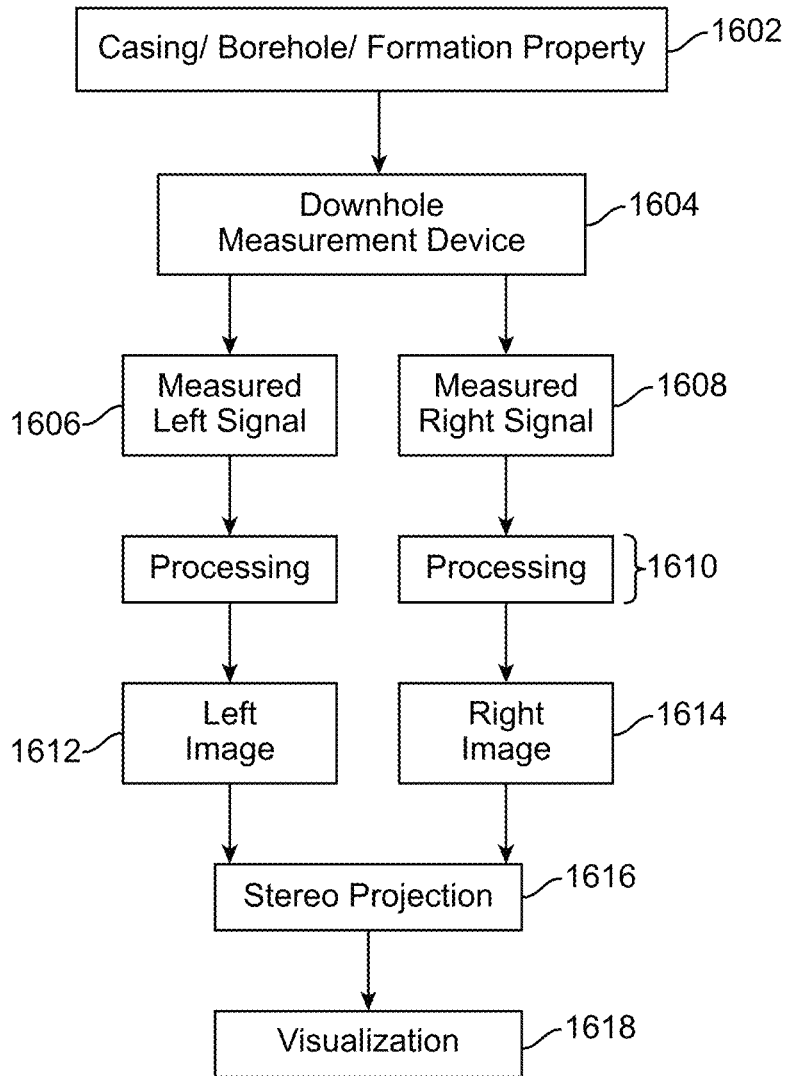 Casing/ Borehole/ Formation Property
1602
Downhole
Measurement Device
1604
Measured
Left Signal
1606
Measured
Right Signal
1608
Processing
Processing
1610
Left
Image
1612
Right
Image
1614
Stereo Projection
1616
Visualization
1618